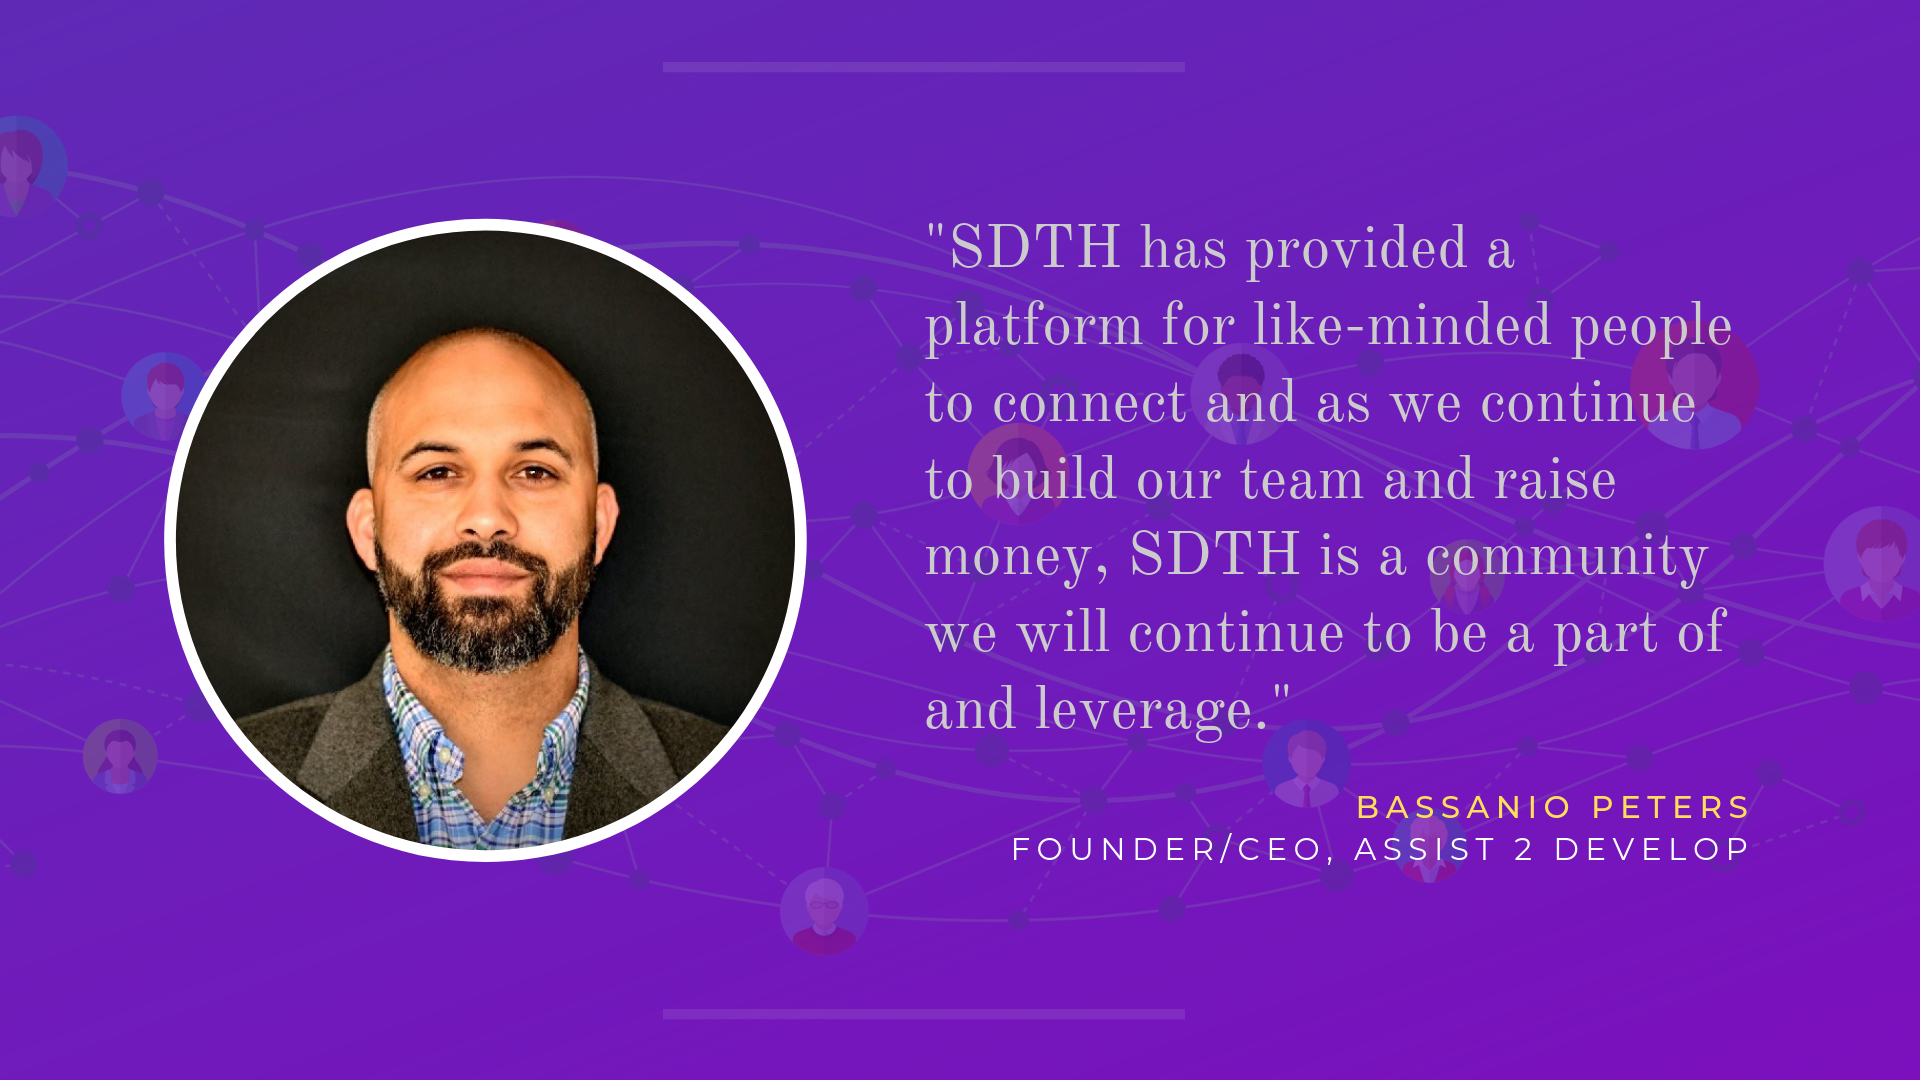 "SDTH has provided a
platform for like-minded people
to connect and as we continue
to build our team and raise
money, SDTH is a community
we will continue to be a part of
and leverage."
BASSANIO PETERS
FOUNDER/CEO, ASSIST 2 DEVELOP